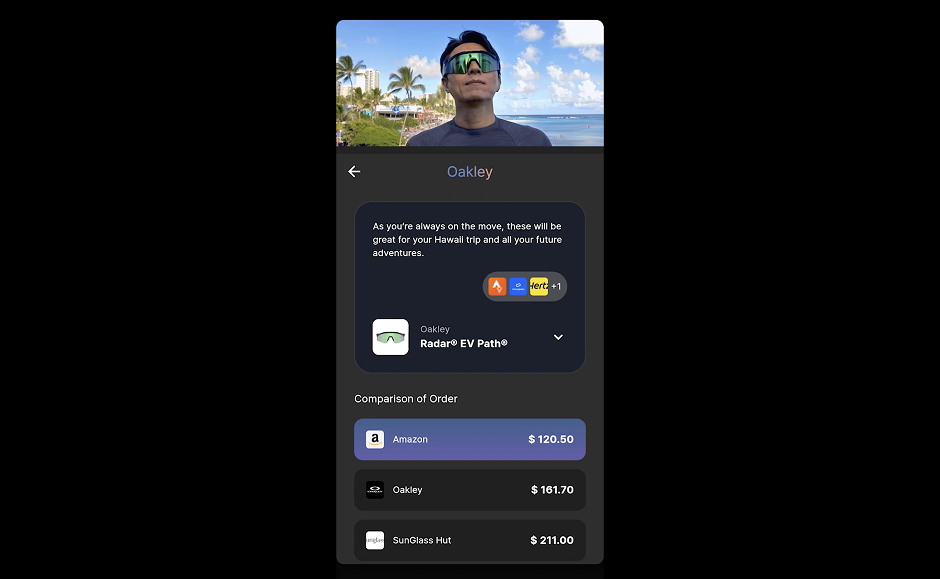 Oakley
As you're always on the move, these will be
great for your Hawaii trip and all your future
adventures.
Hertz +1
Oakley
Radar® EV Path®
Comparison of Order
a Amazon $ 120.50
Oakley $ 161.70
SunGlass Hut $ 211.00